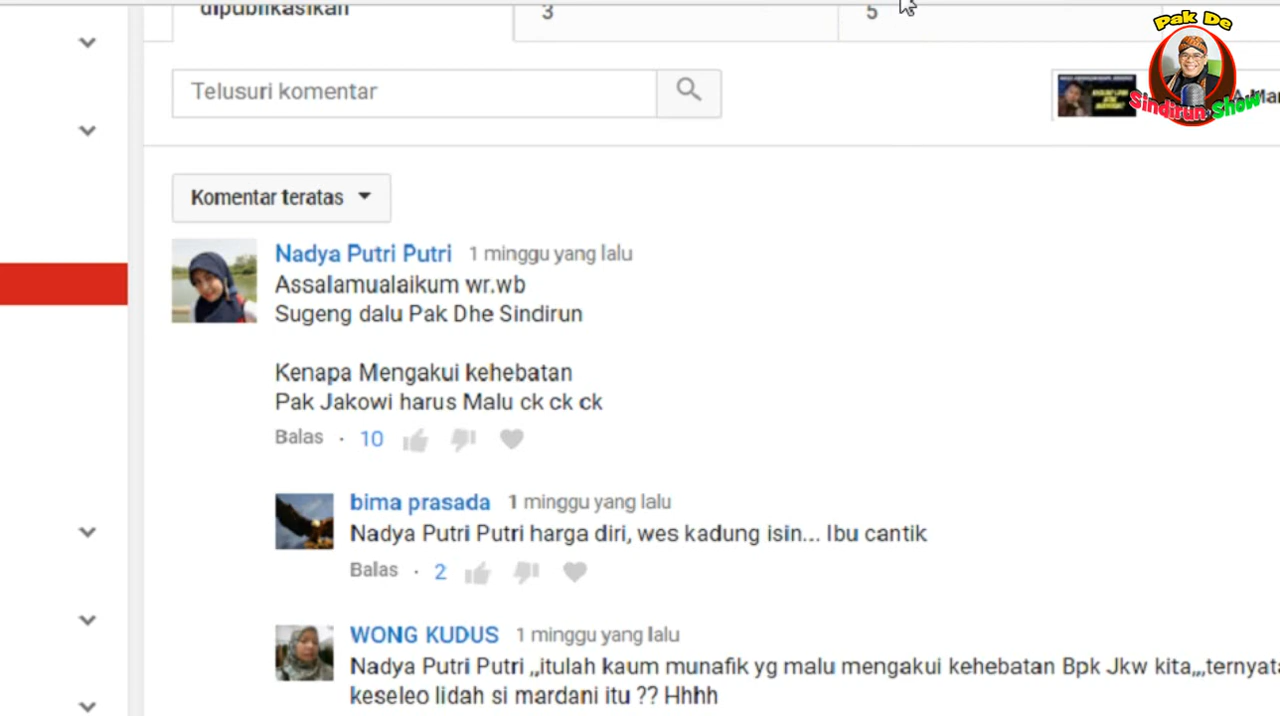 dipublikasikan
3
5
Pak De
Sindirun Show
Telusuri komentar
Komentar teratas
Nadya Putri Putri 1 minggu yang lalu
Assalamualaikum wr.wb
Sugeng dalu Pak Dhe Sindirun
Kenapa Mengakui kehebatan
Pak Jakowi harus Malu ck ck ck
Balas · 10
bima prasada 1 minggu yang lalu
Nadya Putri Putri harga diri, wes kadung isin... Ibu cantik
Balas · 2
WONG KUDUS 1 minggu yang lalu
Nadya Putri Putri ,,itulah kaum munafik yg malu mengakui kehebatan Bpk Jkw kita,,,ternyata
keseleo lidah si mardani itu ?? Hhhh